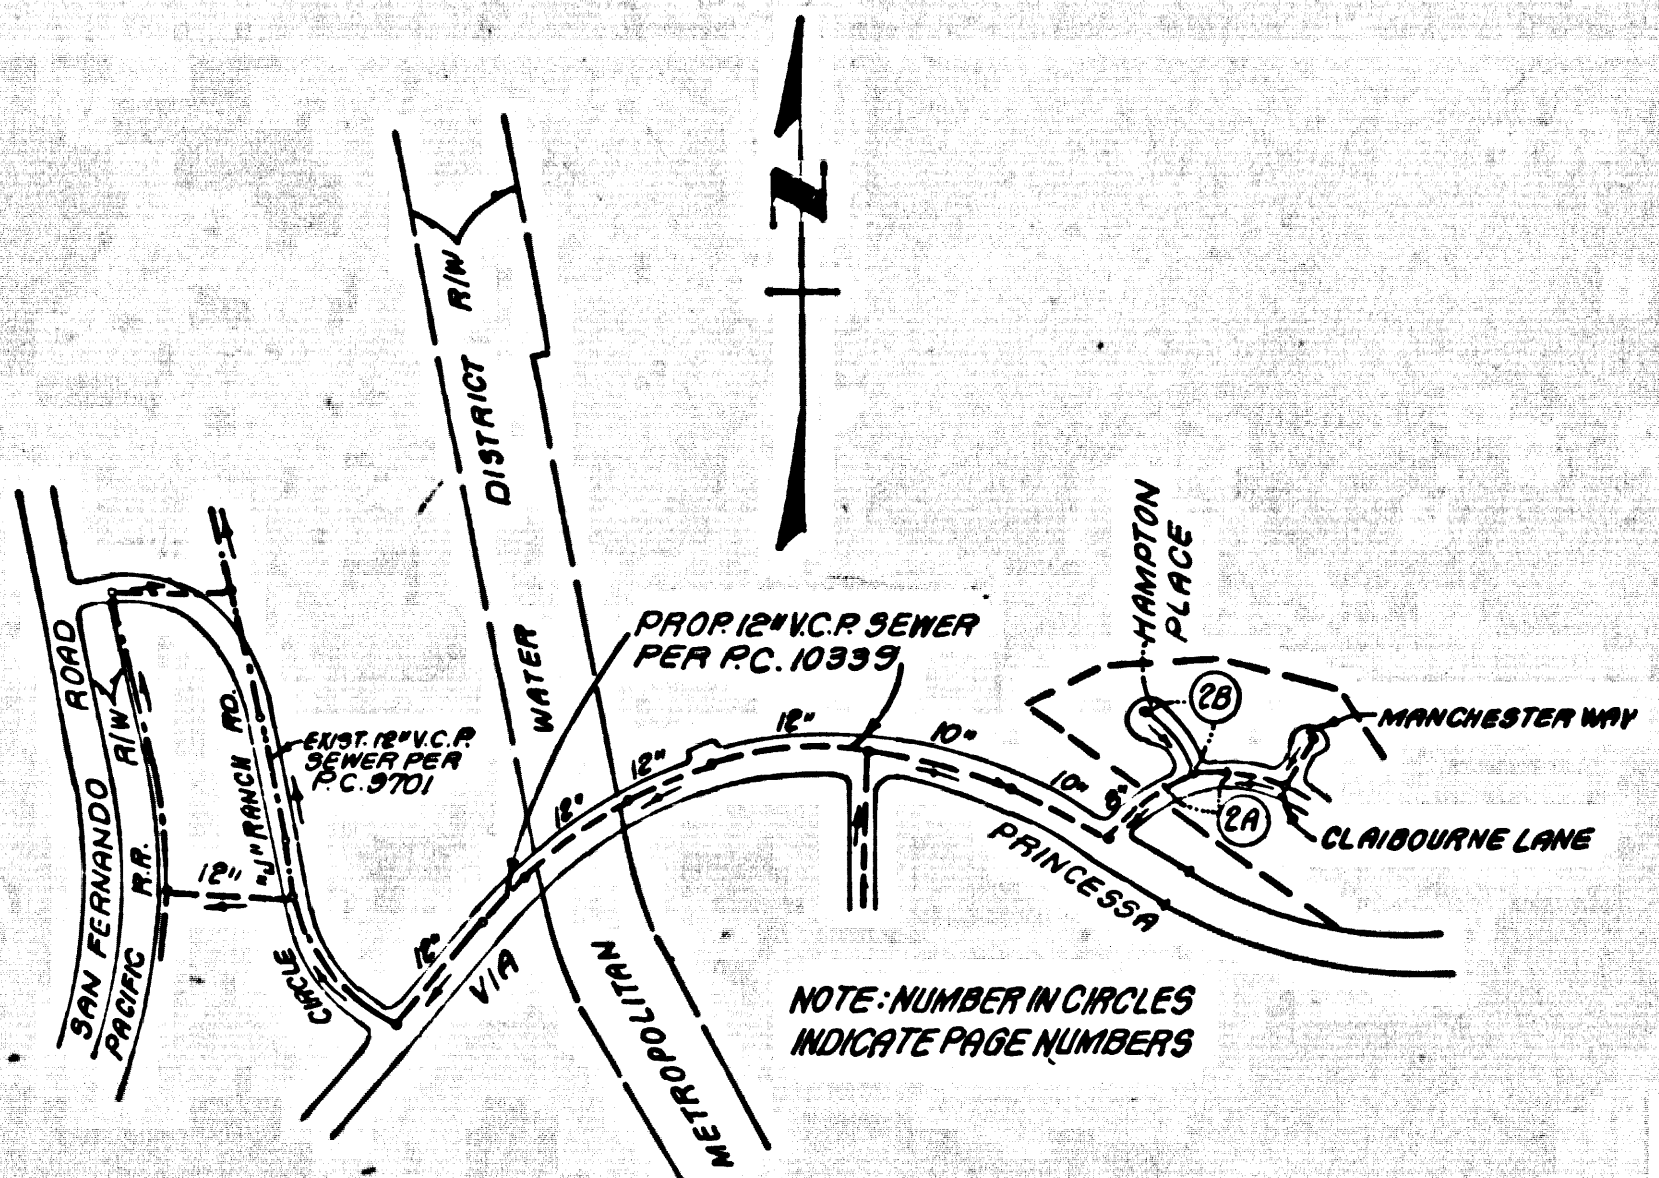 N
R/W
DISTRICT
WATER
METROPOLITAN
HAMPTON
PLACE
PROP. 12" V.C.P. SEWER
PER P.C. 10339
2B
MANCHESTER WAY
2A
CLAIBOURNE LANE
ROAD
SAN FERNANDO
R/W
R.R.
PACIFIC
RD.
"J" RANCH
CIRCLE
EXIST. 12" V.C.P.
SEWER PER
P.C. 9701
12"
12"
12"
12"
12"
10"
10"
8"
VIA
PRINCESSA
NOTE: NUMBER IN CIRCLES
INDICATE PAGE NUMBERS